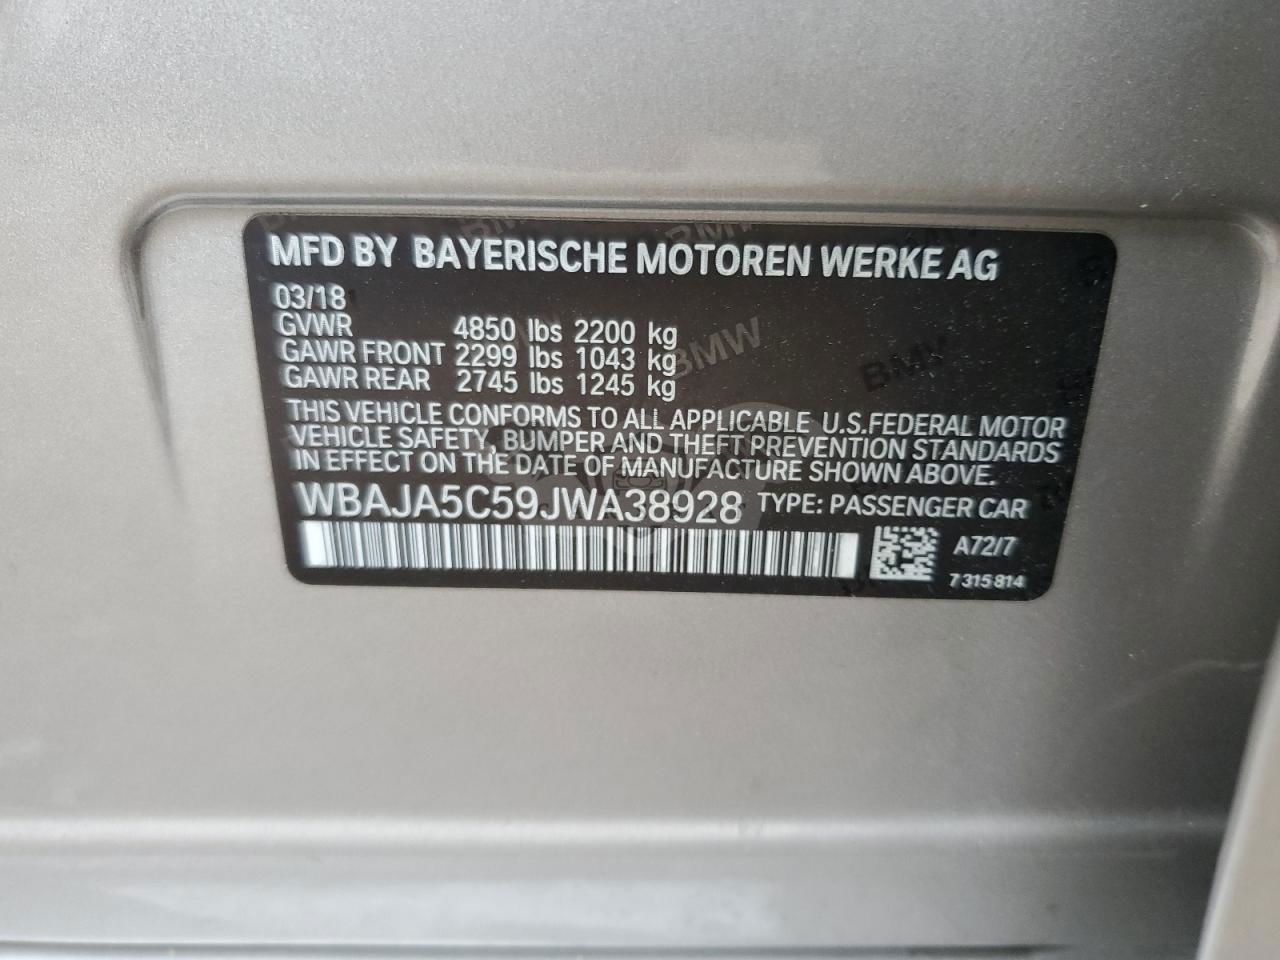 MFD BY BAYERISCHE MOTOREN WERKE AG
03/18
GVWR 4850 lbs 2200 kg
GAWR FRONT 2299 lbs 1043 kg
GAWR REAR 2745 lbs 1245 kg
THIS VEHICLE CONFORMS TO ALL APPLICABLE U.S.FEDERAL MOTOR
VEHICLE SAFETY, BUMPER AND THEFT PREVENTION STANDARDS
IN EFFECT ON THE DATE OF MANUFACTURE SHOWN ABOVE.
WBAJA5C59JWA38928 TYPE: PASSENGER CAR
A72/7
7 315 814
BMW
BMW
BMW